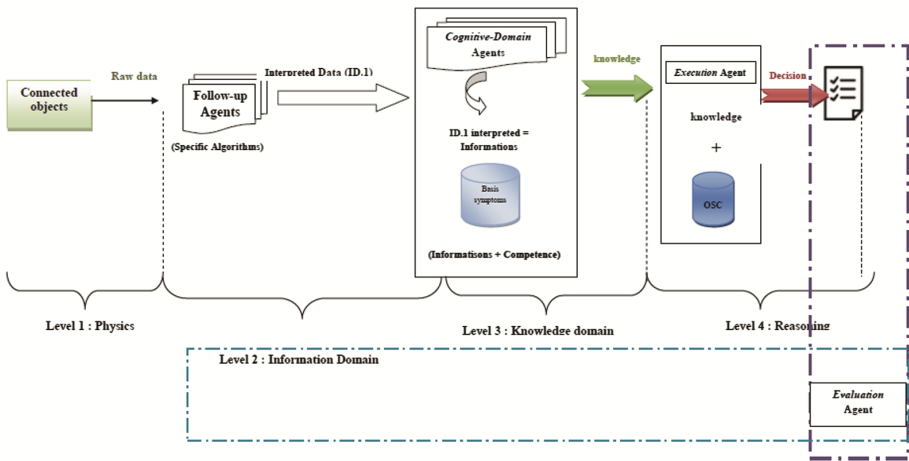 Connected
objects
Raw data
Follow-up
Agents
(Specific Algorithms)
Interpreted Data (ID.1)
Cognitive-Domain
Agents
ID.1 interpreted =
Informations
Basis
symptoms
(Informatisons + Competence)
knowledge
Execution Agent
knowledge
+
OSC
Decision
Level 1 : Physics
Level 3 : Knowledge domain
Level 4 : Reasoning
Level 2 : Information Domain
Evaluation
Agent